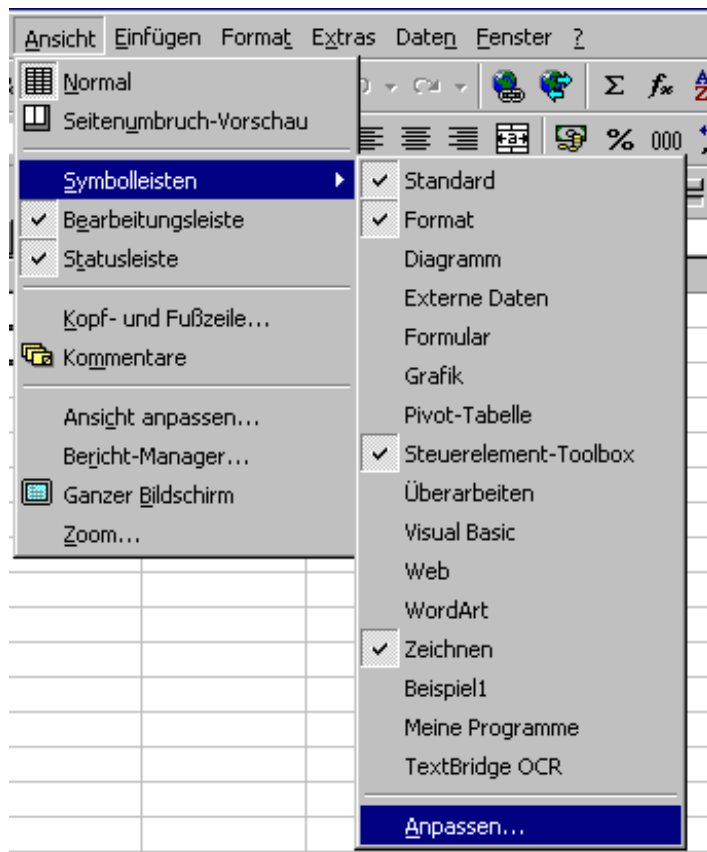 Ansicht Einfügen Format Extras Daten Fenster ?
Normal
Seitenumbruch-Vorschau
Symbolleisten
Bearbeitungsleiste
Statusleiste
Kopf- und Fußzeile...
Kommentare
Ansicht anpassen...
Bericht-Manager...
Ganzer Bildschirm
Zoom...
Σ fx
% 000
Standard
Format
Diagramm
Externe Daten
Formular
Grafik
Pivot-Tabelle
Steuerelement-Toolbox
Überarbeiten
Visual Basic
Web
WordArt
Zeichnen
Beispiel1
Meine Programme
TextBridge OCR
Anpassen...